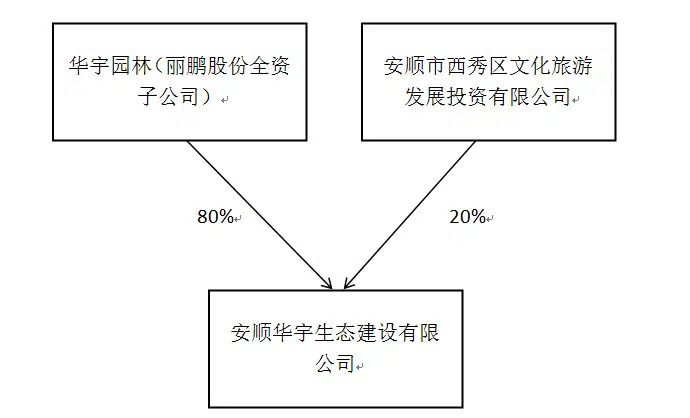 华宇园林（丽鹏股份全资
子公司）
安顺市西秀区文化旅游
发展投资有限公司
80%
20%
安顺华宇生态建设有限
公司